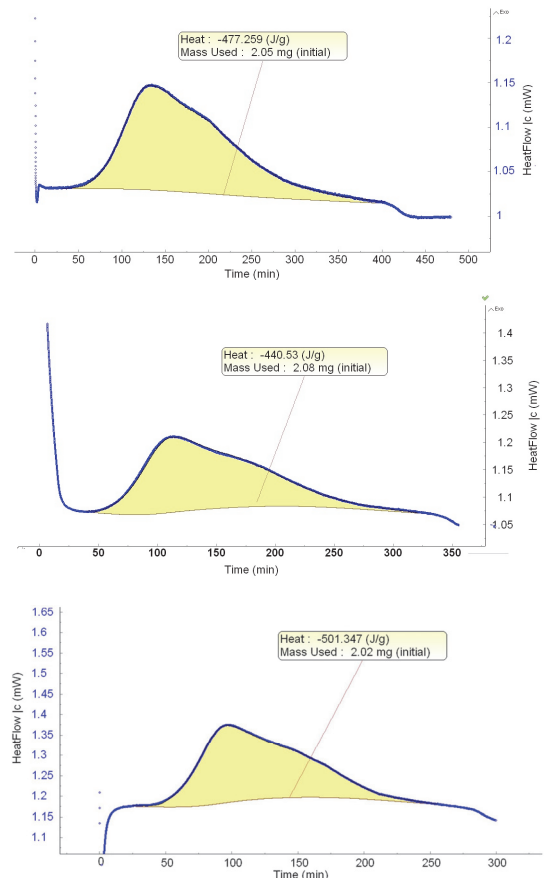 Exo
1.2
Heat : -477.259 (J/g)
Mass Used : 2.05 mg (initial)
1.15
1.1
1.05
1
HeatFlow |c (mW)
0 50 100 150 200 250 300 350 400 450 500
Time (min)
Exo
1.4
1.35
Heat : -440.53 (J/g)
Mass Used : 2.08 mg (initial)
1.3
1.25
1.2
1.15
1.1
1.05
HeatFlow |c (mW)
0 50 100 150 200 250 300 350
Time (min)
1.65
1.6
Heat : -501.347 (J/g)
Mass Used : 2.02 mg (initial)
1.55
1.5
1.45
1.4
1.35
1.3
1.25
1.2
1.1
HeatFlow |c (mW)
0 50 100 150 200 250 300
Time (min)